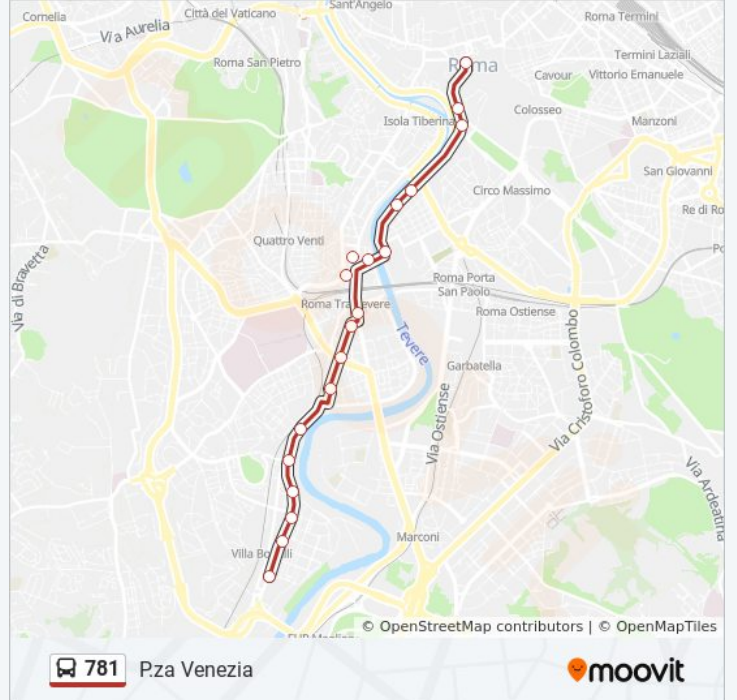 Cornelia
Città del Vaticano
Sant'Angelo
Roma Termini
Via Aurelia
Roma San Pietro
Roma
Termini Laziali
Cavour
Vittorio Emanuele
Colosseo
Isola Tiberina
Manzoni
San Giovanni
Circo Massimo
Re di Ro
Quattro Venti
Via di Bravetta
Roma Porta
San Paolo
Roma Trastevere
Roma Ostiense
Tevere
Garbatella
Via Cristoforo Colombo
Via Ostiense
Via Ardeatina
Marconi
Villa Bonelli
© OpenStreetMap contributors | © OpenMapTiles
781 P.za Venezia
moovit